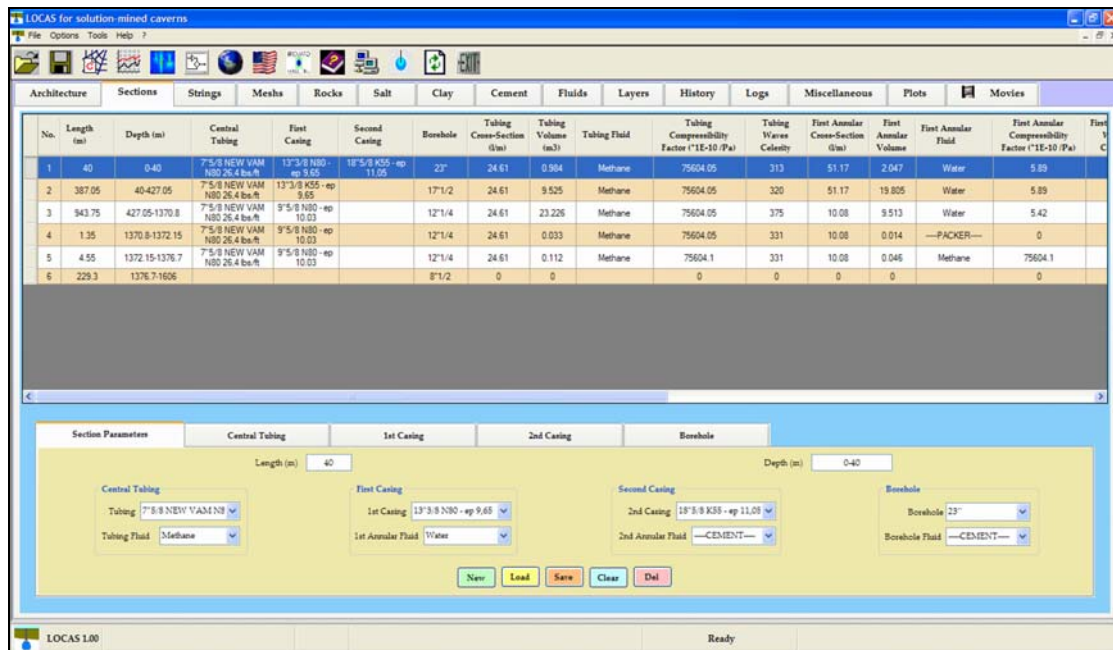 LOCAS for solution-mined caverns
File Options Tools Help ?
Architecture Sections Strings Meshs Rocks Salt Clay Cement Fluids Layers History Logs Miscellaneous Plots Movies
No. Length (m) Depth (m) Central Tubing First Casing Second Casing Borehole Tubing Cross-Section (l/m) Tubing Volume (m3) Tubing Fluid Tubing Compressibility Factor (*1E-10 /Pa) Tubing Waves Celerity First Annular Cross-Section (l/m) First Annular Volume First Annular Fluid First Annular Compressibility Factor (*1E-10 /Pa)
1 40 0-40 7"5/8 NEW VAM N80 26,4 lbs/ft 13"3/8 N80 - ep 9,65 18"5/8 K55 - ep 11,05 23" 24.61 0.984 Methane 75604.05 313 51.17 2.047 Water 5.89
2 387.05 40-427.05 7"5/8 NEW VAM N80 26,4 lbs/ft 13"3/8 K55 - ep 9,65 17"1/2 24.61 9.525 Methane 75604.05 320 51.17 19.805 Water 5.89
3 943.75 427.05-1370.8 7"5/8 NEW VAM N80 26,4 lbs/ft 9"5/8 N80 - ep 10.03 12"1/4 24.61 23.226 Methane 75604.05 375 10.08 9.513 Water 5.42
4 1.35 1370.8-1372.15 7"5/8 NEW VAM N80 26,4 lbs/ft 9"5/8 N80 - ep 10.03 12"1/4 24.61 0.033 Methane 75604.05 331 10.08 0.014 ----PACKER---- 0
5 4.55 1372.15-1376.7 7"5/8 NEW VAM N80 26,4 lbs/ft 9"5/8 N80 - ep 10.03 12"1/4 24.61 0.112 Methane 75604.1 331 10.08 0.046 Methane 75604.1
6 229.3 1376.7-1606 8"1/2 0 0 0 0 0 0 0
Section Parameters Central Tubing 1st Casing 2nd Casing Borehole
Length (m) 40 Depth (m) 0-40
Central Tubing First Casing Second Casing Borehole
Tubing 7"5/8 NEW VAM N8 1st Casing 13"3/8 N80 - ep 9,65 2nd Casing 18"5/8 K55 - ep 11,05 Borehole 23"
Tubing Fluid Methane 1st Annular Fluid Water 2nd Annular Fluid ----CEMENT---- Borehole Fluid ----CEMENT----
New Load Save Clear Del
LOCAS 1.00 Ready